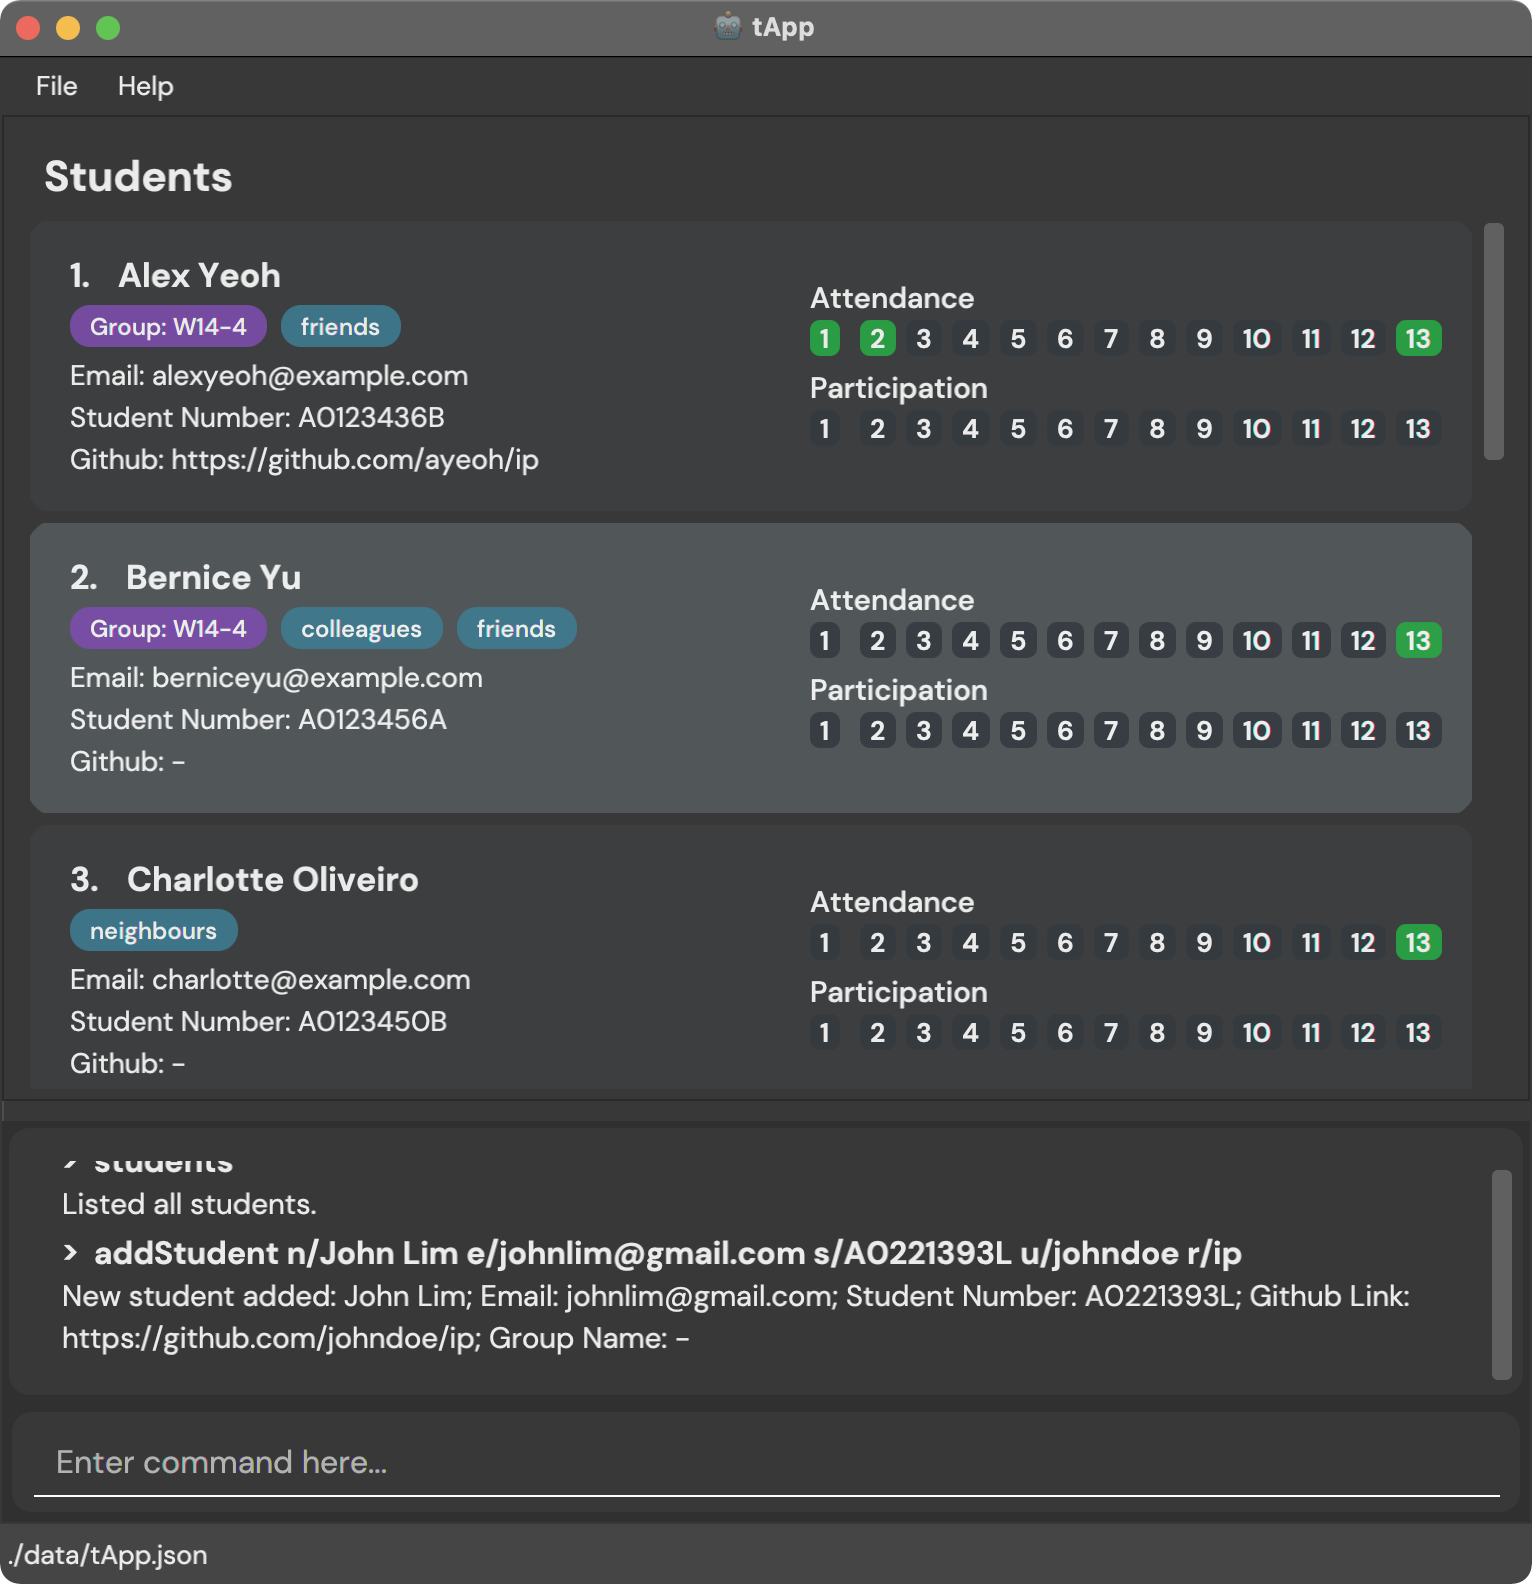 tApp
File Help
Students
1. Alex Yeoh
Group: W14-4 friends
Email: alexyeoh@example.com
Student Number: A0123436B
Github: https://github.com/ayeoh/ip
Attendance
1 2 3 4 5 6 7 8 9 10 11 12 13
Participation
1 2 3 4 5 6 7 8 9 10 11 12 13
2. Bernice Yu
Group: W14-4 colleagues friends
Email: berniceyu@example.com
Student Number: A0123456A
Github: -
Attendance
1 2 3 4 5 6 7 8 9 10 11 12 13
Participation
1 2 3 4 5 6 7 8 9 10 11 12 13
3. Charlotte Oliveiro
neighbours
Email: charlotte@example.com
Student Number: A0123450B
Github: -
Attendance
1 2 3 4 5 6 7 8 9 10 11 12 13
Participation
1 2 3 4 5 6 7 8 9 10 11 12 13
> students
Listed all students.
> addStudent n/John Lim e/johnlim@gmail.com s/A0221393L u/johndoe r/ip
New student added: John Lim; Email: johnlim@gmail.com; Student Number: A0221393L; Github Link:
https://github.com/johndoe/ip; Group Name: -
Enter command here...
./data/tApp.json